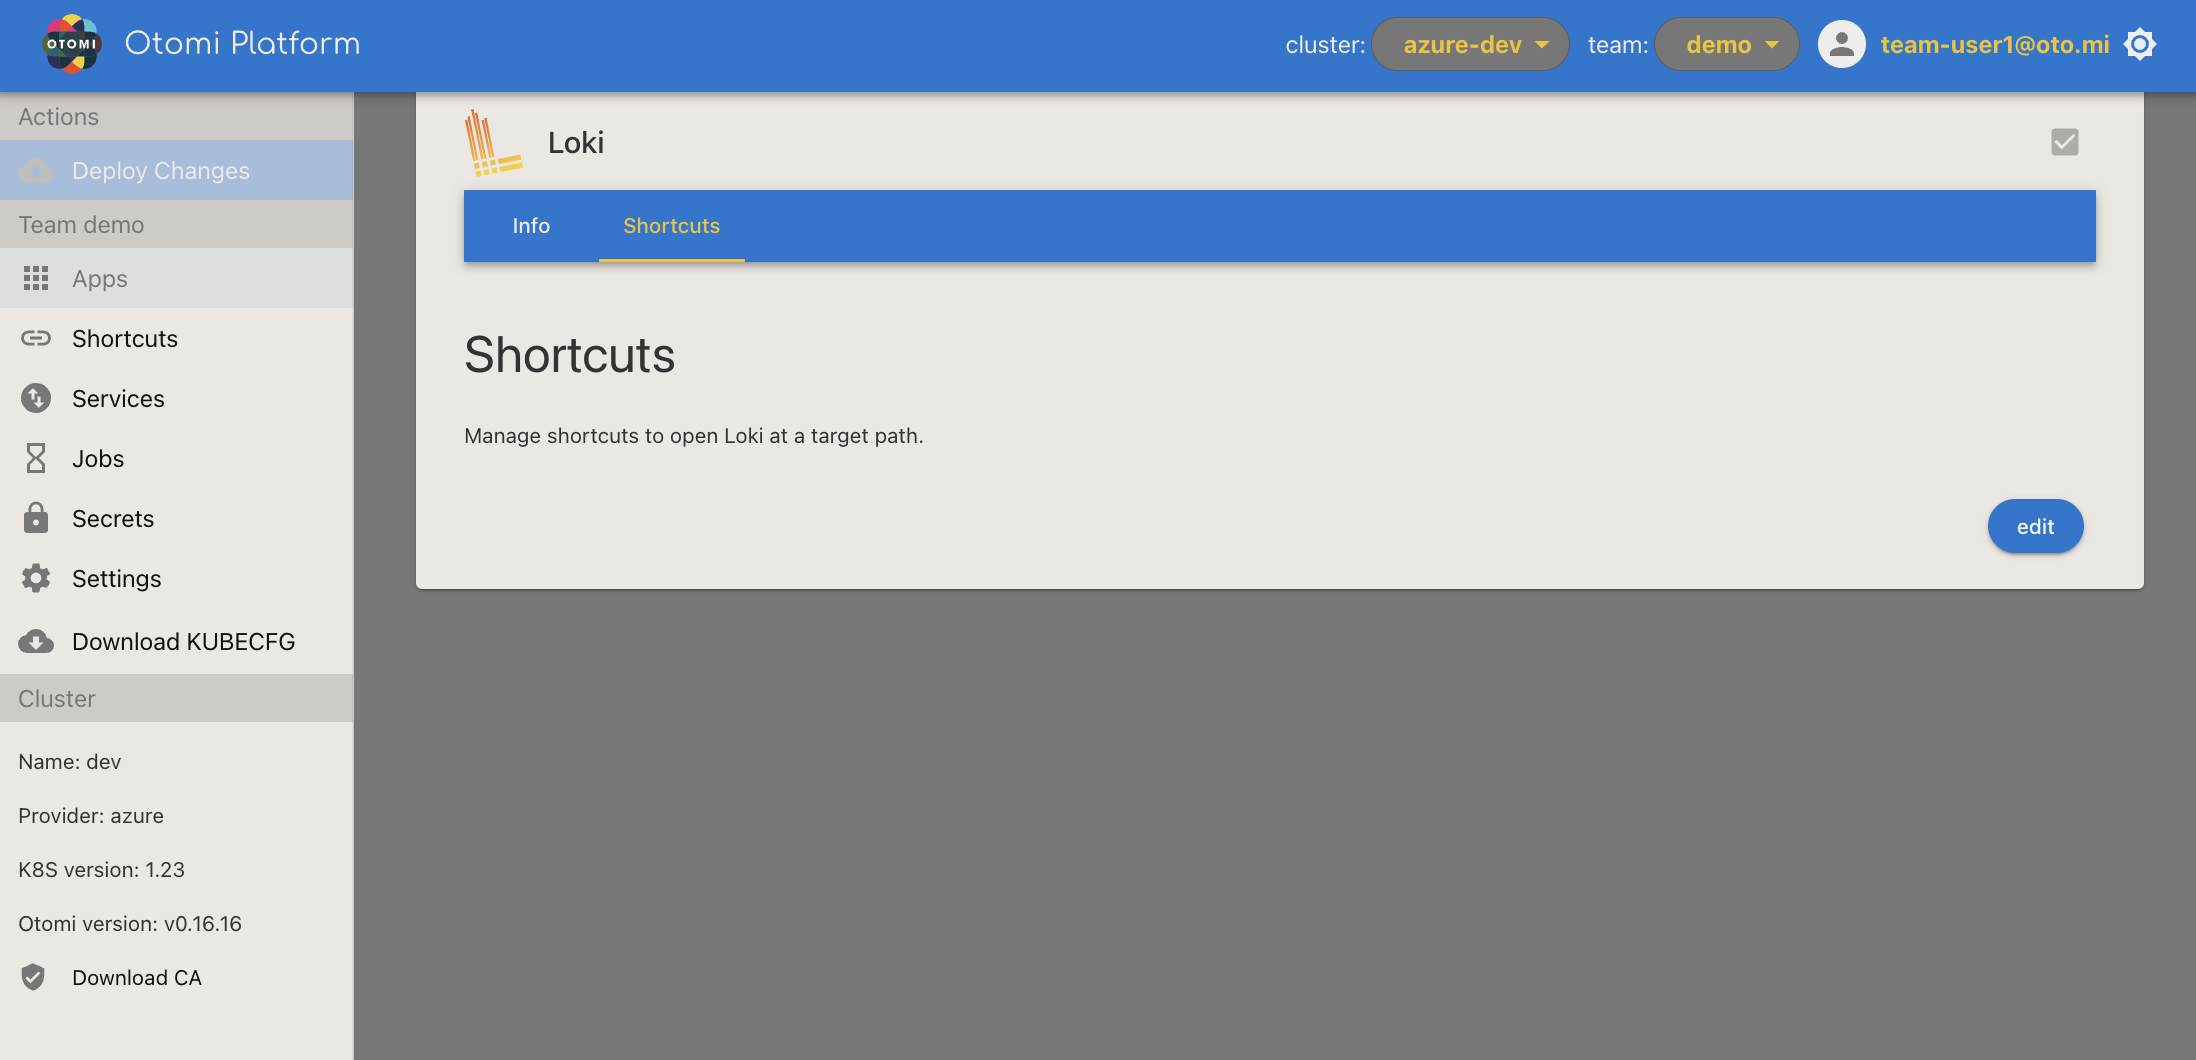 OTOMI
Otomi Platform
cluster: azure-dev team: demo team-user1@oto.mi
Actions
Deploy Changes
Team demo
Apps
Shortcuts
Services
Jobs
Secrets
Settings
Download KUBECFG
Cluster
Name: dev
Provider: azure
K8S version: 1.23
Otomi version: v0.16.16
Download CA
Loki
Info Shortcuts
Shortcuts
Manage shortcuts to open Loki at a target path.
edit